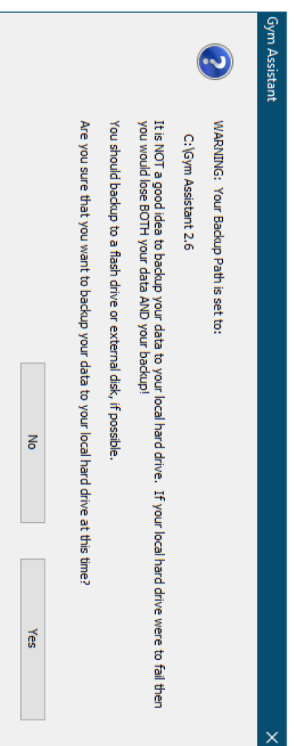 Gym Assistant
WARNING:  Your Backup Path is set to:
C:\Gym Assistant 2.6
It is NOT a good idea to backup your data to your local hard drive.  If your local hard drive were to fail then
you would lose BOTH your data AND your backup!
You should backup to a flash drive or external disk, if possible.
Are you sure that you want to backup your data to your local hard drive at this time?
No
Yes